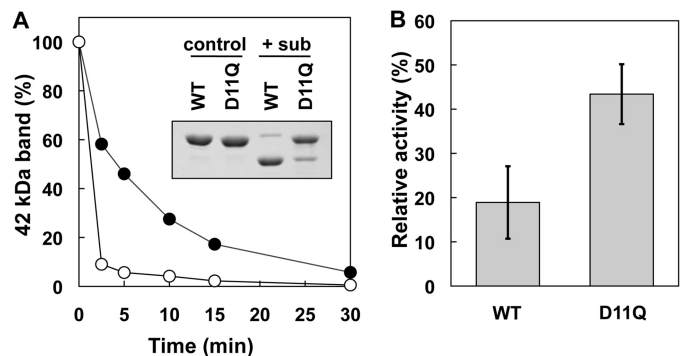 A
42 kDa band (%)
100
80
60
40
20
0
0 5 10 15 20 25 30
Time (min)
control + sub
WT D11Q WT D11Q
B
Relative activity (%)
60
50
40
30
20
10
0
WT D11Q